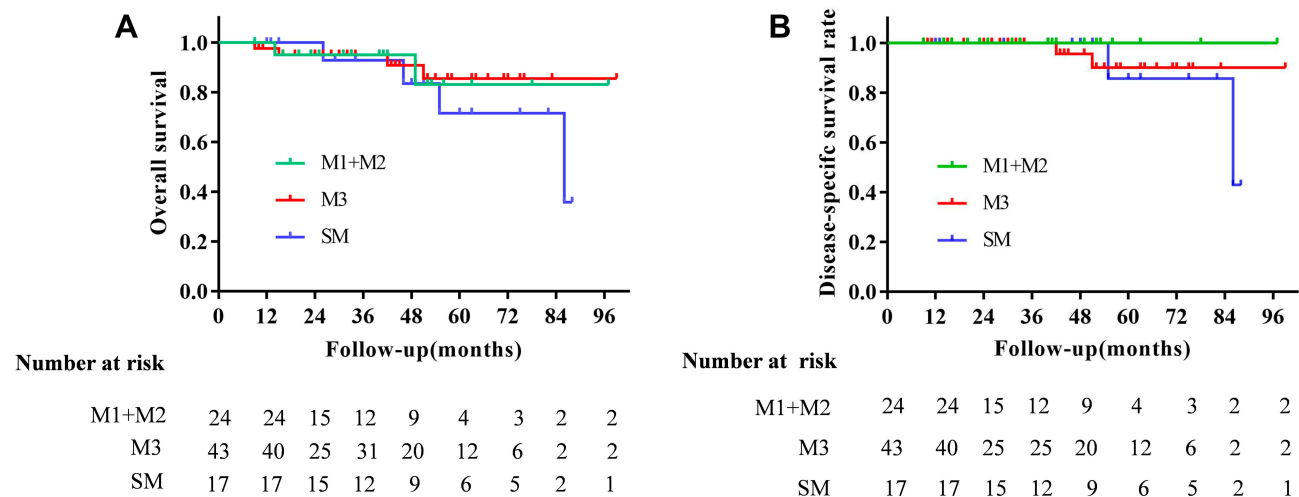 A
Overall survival
1.0
0.8
0.6
0.4
0.2
0.0
M1+M2
M3
SM
0 12 24 36 48 60 72 84 96
Follow-up(months)
Number at risk
M1+M2 24 24 15 12 9 4 3 2 2
M3 43 40 25 31 20 12 6 2 2
SM 17 17 15 12 9 6 5 2 1
B
Disease-specifc survival rate
1.0
0.8
0.6
0.4
0.2
0.0
M1+M2
M3
SM
0 12 24 36 48 60 72 84 96
Follow-up(months)
Number at risk
M1+M2 24 24 15 12 9 4 3 2 2
M3 43 40 25 25 20 12 6 2 2
SM 17 17 15 12 9 6 5 2 1